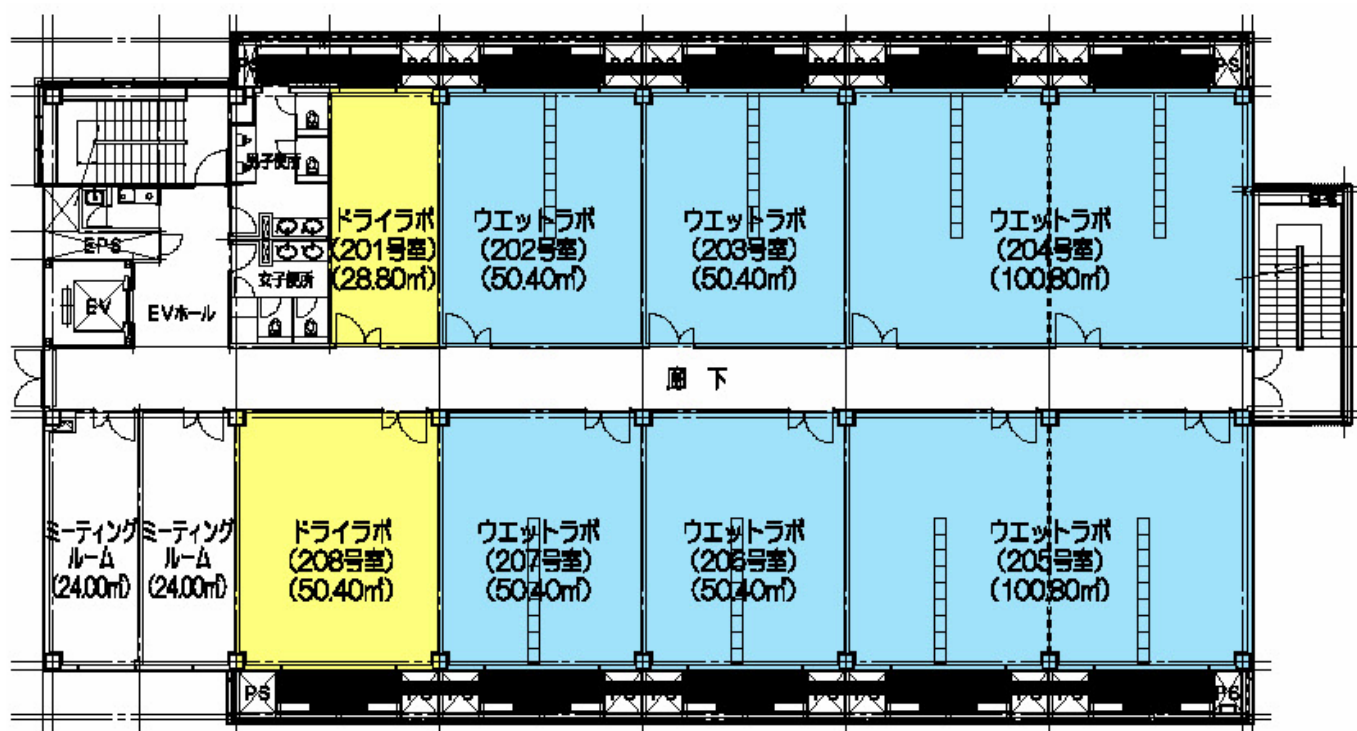 男子便所
ドライラボ
(201号室)
(28.80㎡)
ウエットラボ
(202号室)
(50.40㎡)
ウエットラボ
(203号室)
(50.40㎡)
ウエットラボ
(204号室)
(100.80㎡)
EPS
女子便所
EV
EVホール
廊 下
ミーティング
ルーム
(24.00㎡)
ミーティング
ルーム
(24.00㎡)
ドライラボ
(208号室)
(50.40㎡)
ウエットラボ
(207号室)
(50.40㎡)
ウエットラボ
(206号室)
(50.40㎡)
ウエットラボ
(205号室)
(100.80㎡)
PS
PS
PS
PS
PS
PS
PS
PS
PS